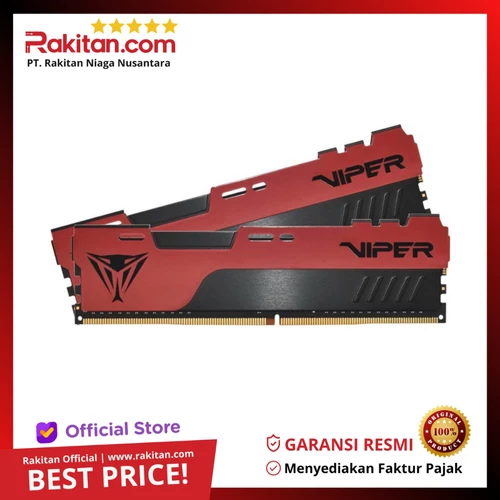 Rakitan.com
PT. Rakitan Niaga Nusantara
VIPER
VIPER
Official Store
Rakitan Official | www.rakitan.com
BEST PRICE!
GARANSI RESMI
Menyediakan Faktur Pajak
ORIGINAL
100%
PRODUCT